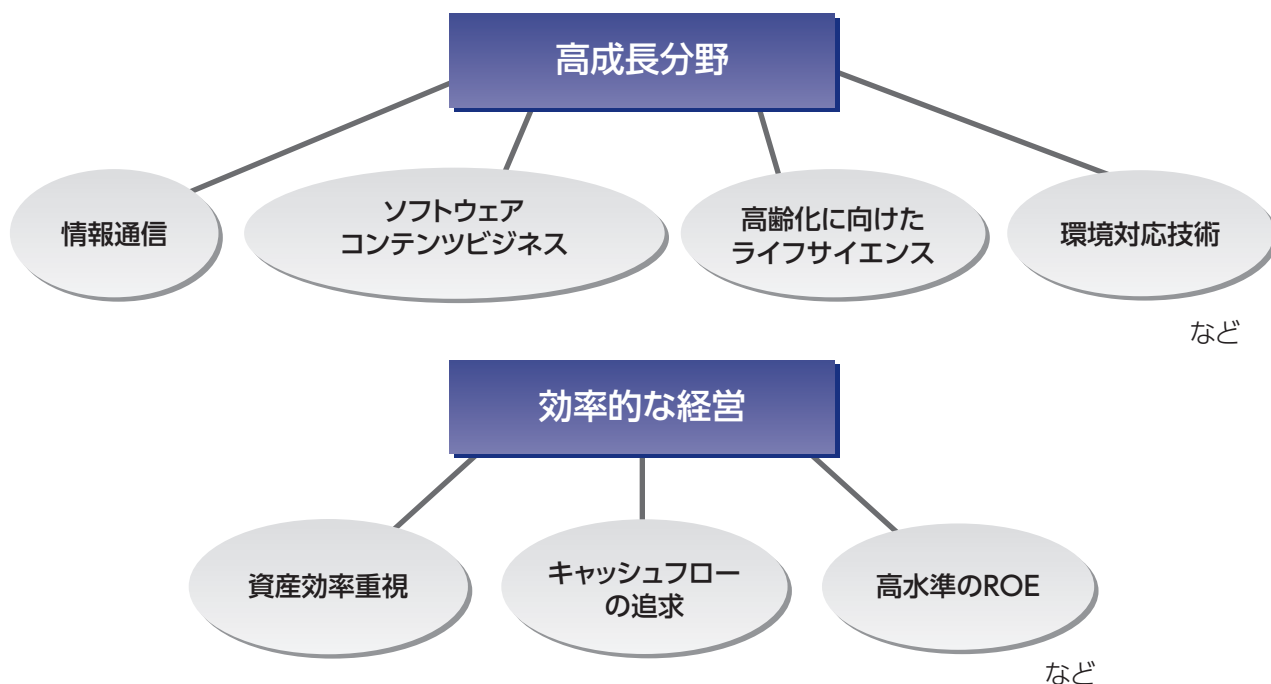 高成長分野
情報通信
ソフトウェア
コンテンツビジネス
高齢化に向けた
ライフサイエンス
環境対応技術
など
効率的な経営
資産効率重視
キャッシュフロー
の追求
高水準のROE
など